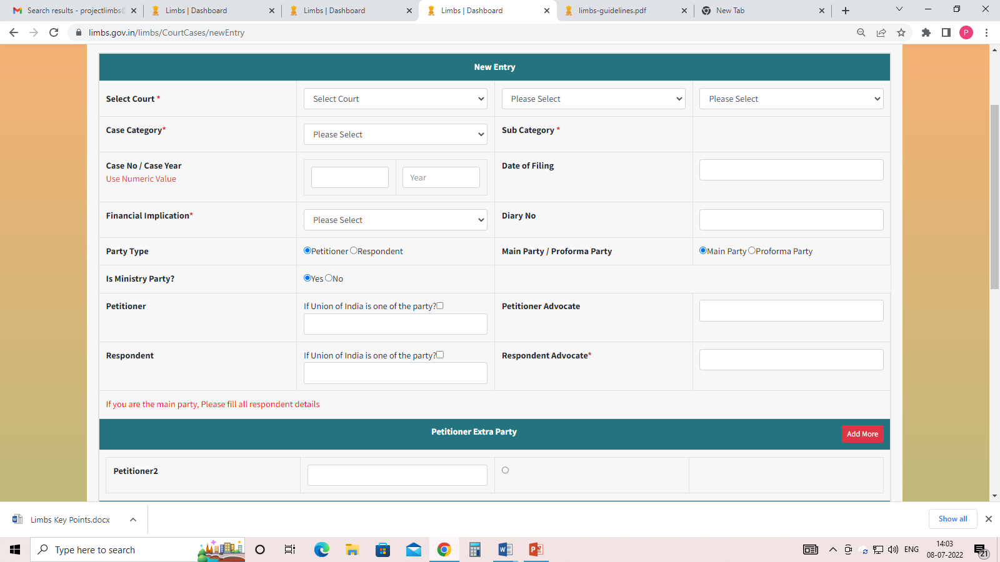 Search results - projectlimbs@
Limbs | Dashboard
Limbs | Dashboard
Limbs | Dashboard
limbs-guidelines.pdf
New Tab
limbs.gov.in/limbs/CourtCases/newEntry
P
New Entry
Select Court *
Select Court
Please Select
Please Select
Case Category*
Please Select
Sub Category *
Case No / Case Year
Use Numeric Value
Year
Date of Filing
Financial Implication*
Please Select
Diary No
Party Type
Petitioner Respondent
Main Party / Proforma Party
Main Party Proforma Party
Is Ministry Party?
Yes No
Petitioner
If Union of India is one of the party?
Petitioner Advocate
Respondent
If Union of India is one of the party?
Respondent Advocate*
If you are the main party, Please fill all respondent details
Petitioner Extra Party
Add More
Petitioner2
Limbs Key Points.docx
Show all
Type here to search
ENG
14:03
08-07-2022
21